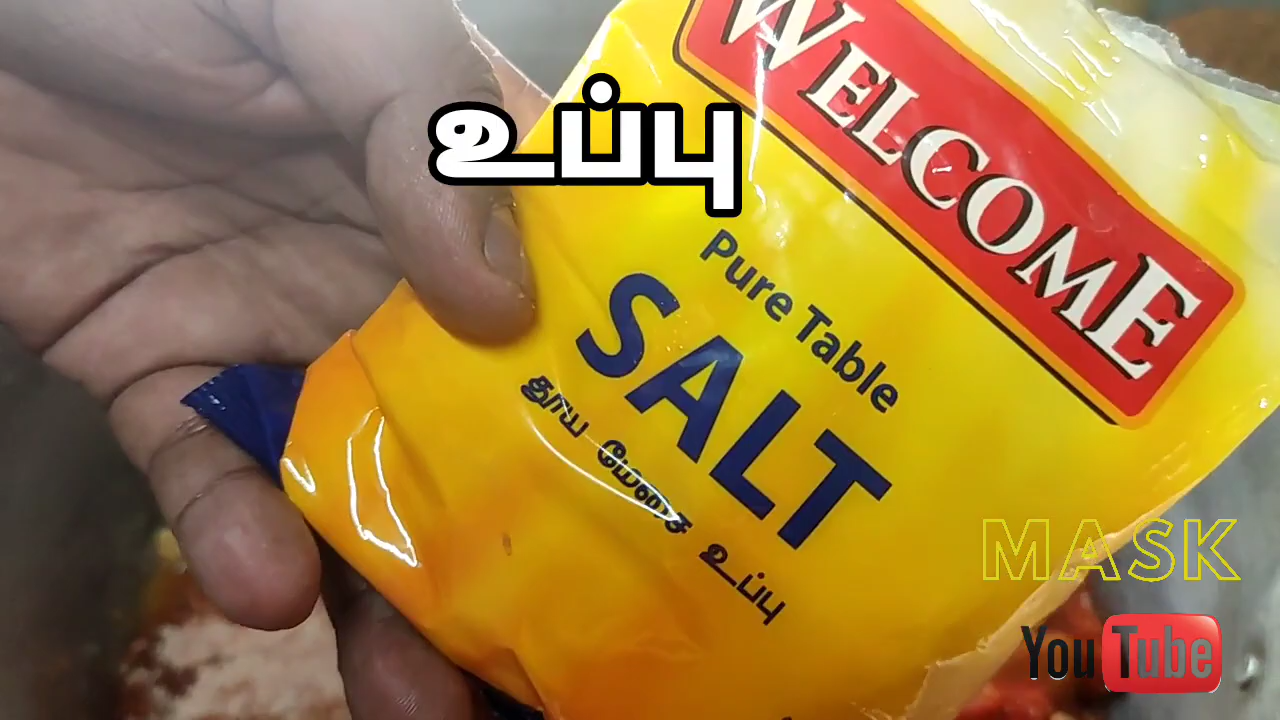 WELCOME
உப்பு
Pure Table
SALT
தூய மேசை உப்பு
MASK
YouTube